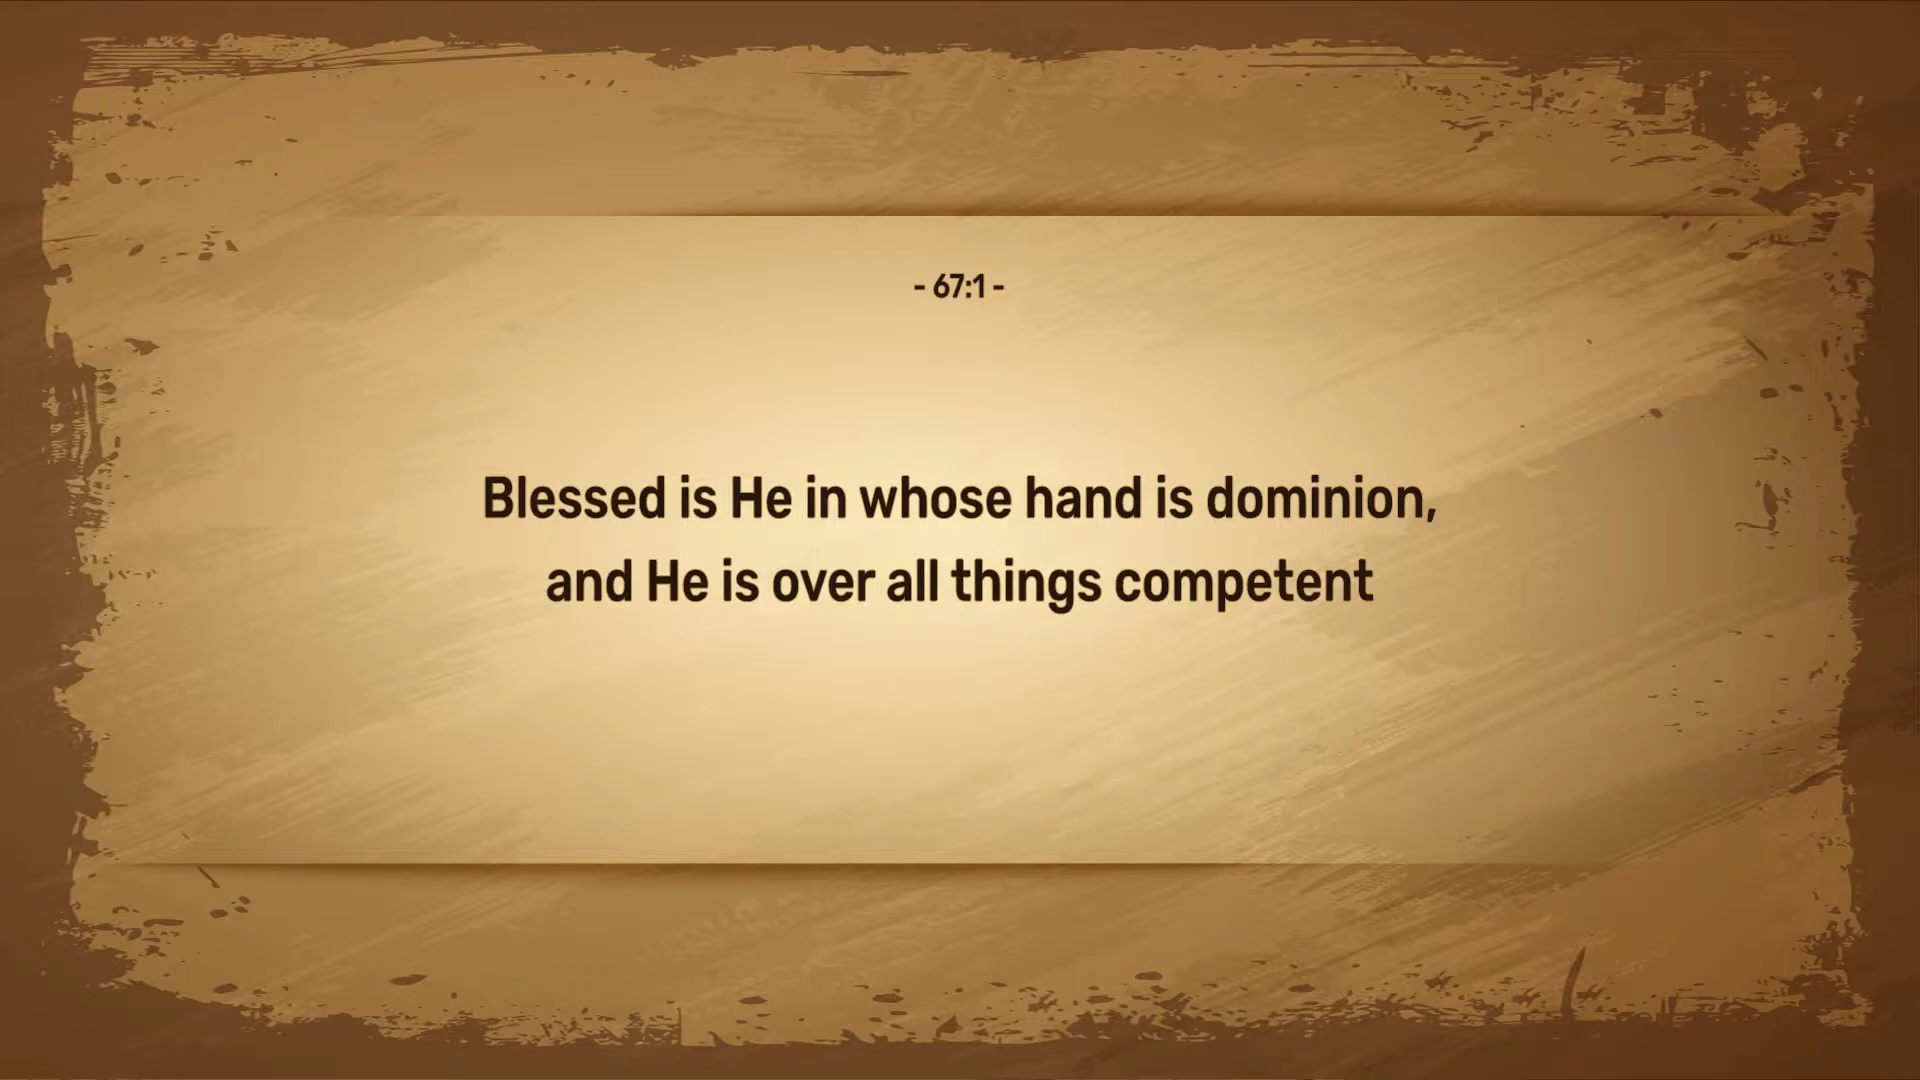 - 67:1 -
Blessed is He in whose hand is dominion,
and He is over all things competent